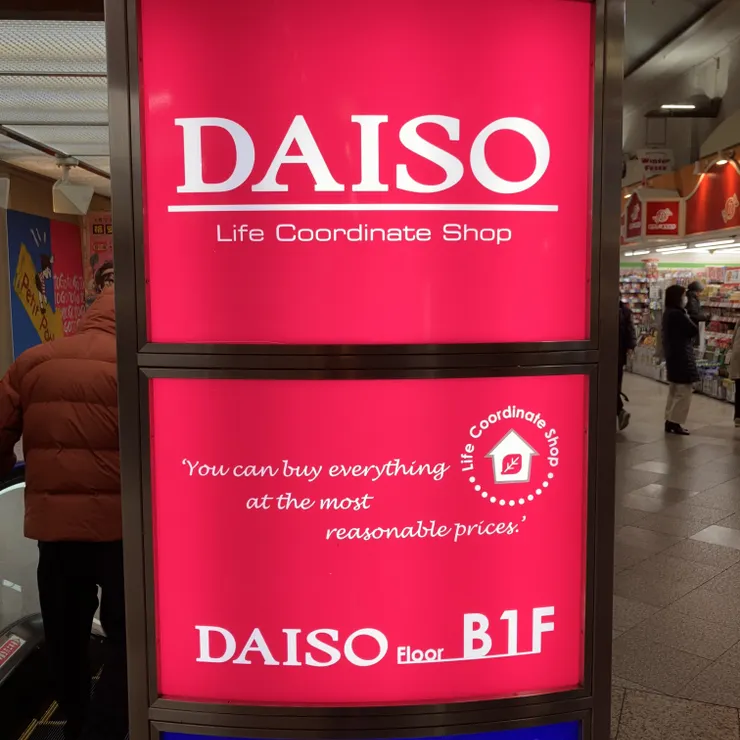 DAISO
Life Coordinate Shop
Life Coordinate Shop
‘You can buy everything
at the most
reasonable prices.’
DAISO Floor B1F